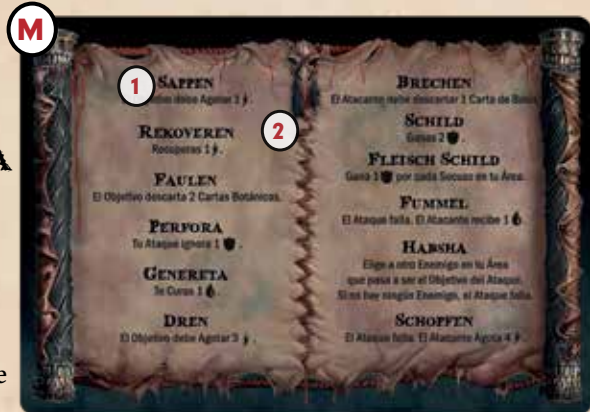 M
A
e
1
SAPPEN
debe Agotar 1
REKOVEREN
Recuperas 1
FAULEN
El Objetivo descarta 2 Cartas Botánicas.
PERFORA
Tu Ataque ignora 1
GENERETA
Te Curas 1
DREN
El Objetivo debe Agotar 3
2
BRECHEN
El Atacante debe descartar 1 Carta de
SCHILD
Ganas 2
FLEISCH SCHILD
Gana 1 por cada Secuaz en tu Área.
FUMMEL
El Ataque falla. El Atacante recibe 1
HABSHA
Elige a otro Enemigo en tu Área
que pasa a ser el Objetivo del Ataque.
Si no hay ningún Enemigo, el Ataque falla.
SCHOPFEN
El Ataque falla. El Atacante Agota 4